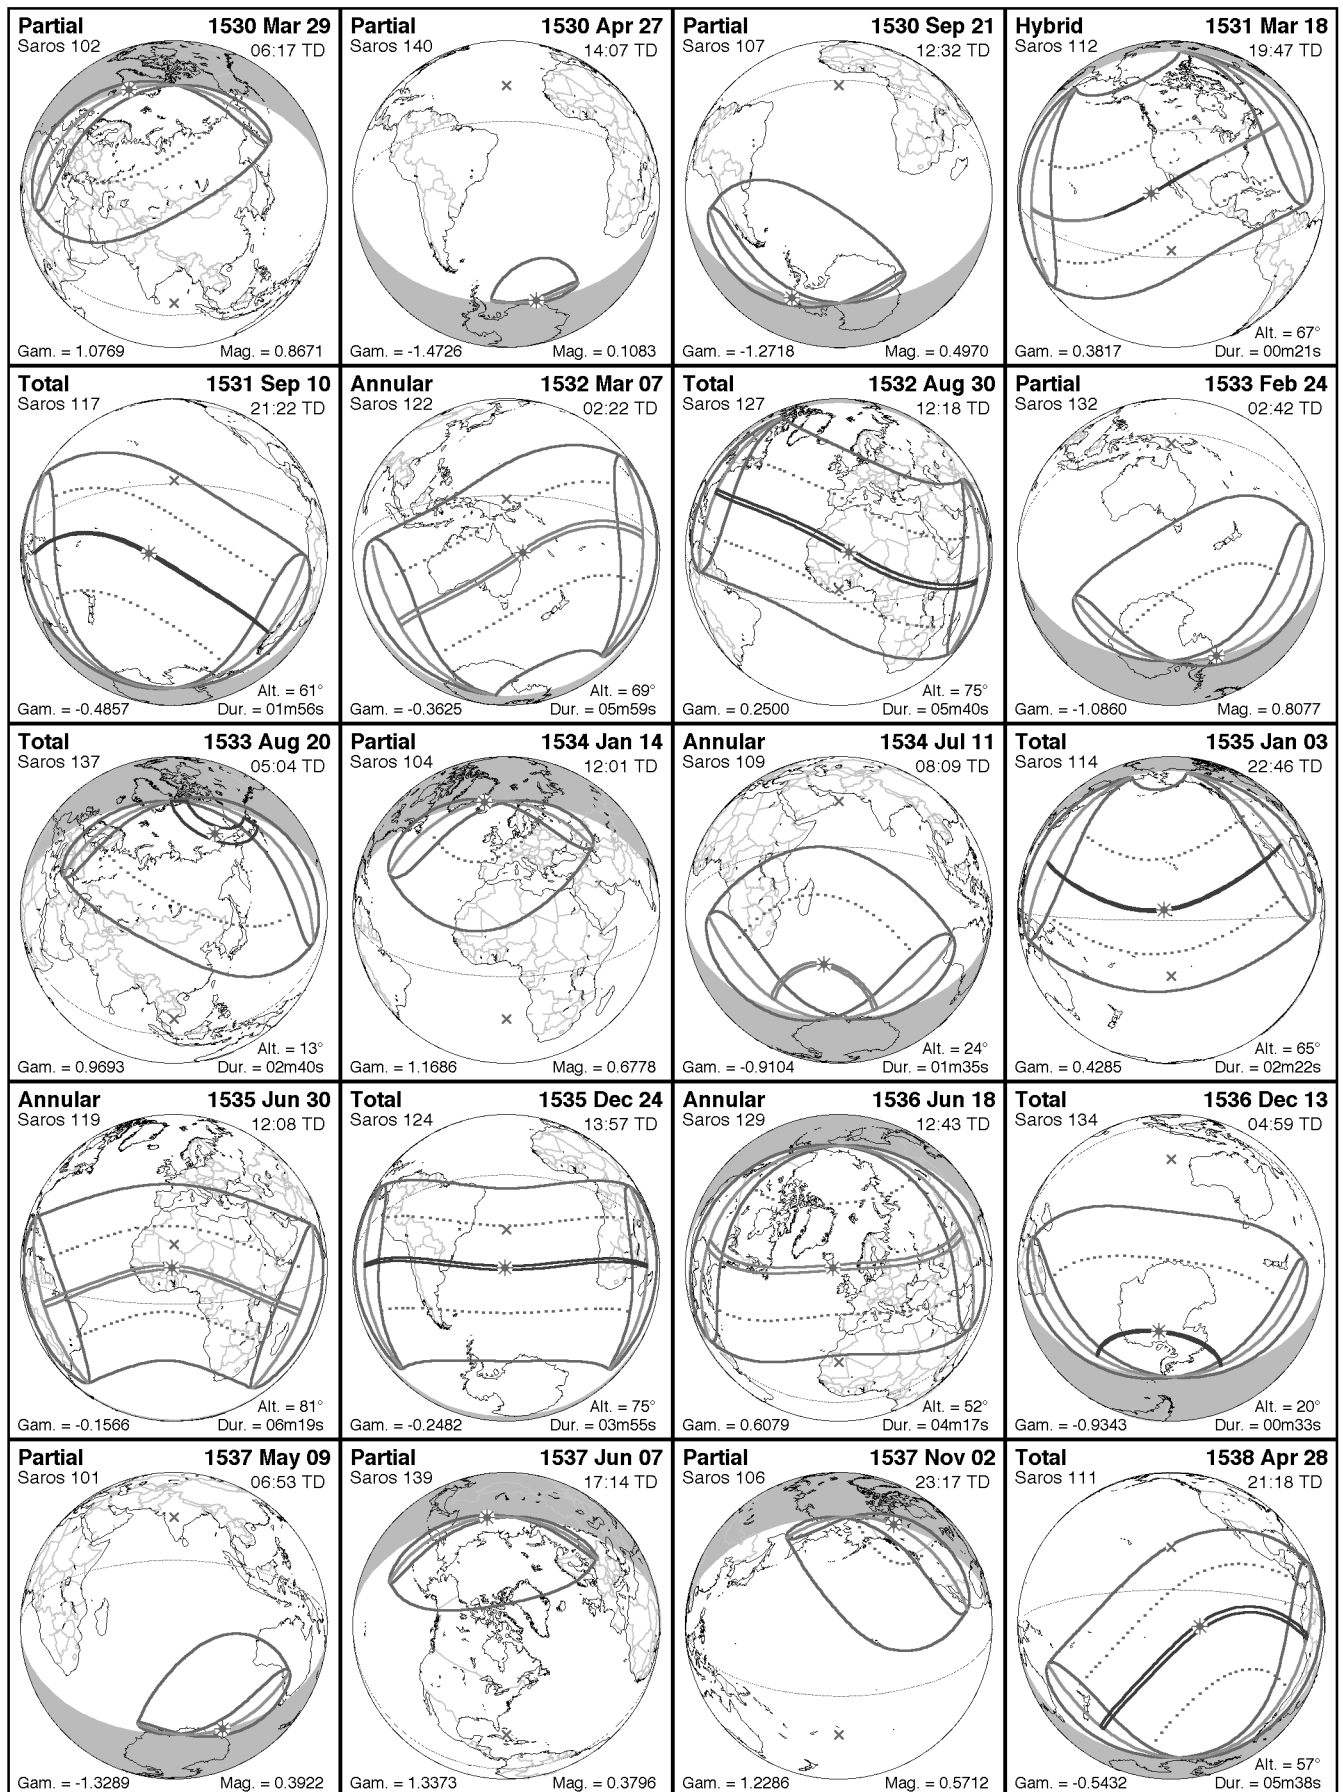 Partial 1530 Mar 29
Saros 102 06:17 TD
Gam. = 1.0769 Mag. = 0.8671
Partial 1530 Apr 27
Saros 140 14:07 TD
Gam. = -1.4726 Mag. = 0.1083
Partial 1530 Sep 21
Saros 107 12:32 TD
Gam. = -1.2718 Mag. = 0.4970
Hybrid 1531 Mar 18
Saros 112 19:47 TD
Alt. = 67°
Gam. = 0.3817 Dur. = 00m21s
Total 1531 Sep 10
Saros 117 21:22 TD
Alt. = 61°
Gam. = -0.4857 Dur. = 01m56s
Annular 1532 Mar 07
Saros 122 02:22 TD
Alt. = 69°
Gam. = -0.3625 Dur. = 05m59s
Total 1532 Aug 30
Saros 127 12:18 TD
Alt. = 75°
Gam. = 0.2500 Dur. = 05m40s
Partial 1533 Feb 24
Saros 132 02:42 TD
Gam. = -1.0860 Mag. = 0.8077
Total 1533 Aug 20
Saros 137 05:04 TD
Alt. = 13°
Gam. = 0.9693 Dur. = 02m40s
Partial 1534 Jan 14
Saros 104 12:01 TD
Gam. = 1.1686 Mag. = 0.6778
Annular 1534 Jul 11
Saros 109 08:09 TD
Alt. = 24°
Gam. = -0.9104 Dur. = 01m35s
Total 1535 Jan 03
Saros 114 22:46 TD
Alt. = 65°
Gam. = 0.4285 Dur. = 02m22s
Annular 1535 Jun 30
Saros 119 12:08 TD
Alt. = 81°
Gam. = -0.1566 Dur. = 06m19s
Total 1535 Dec 24
Saros 124 13:57 TD
Alt. = 75°
Gam. = -0.2482 Dur. = 03m55s
Annular 1536 Jun 18
Saros 129 12:43 TD
Alt. = 52°
Gam. = 0.6079 Dur. = 04m17s
Total 1536 Dec 13
Saros 134 04:59 TD
Alt. = 20°
Gam. = -0.9343 Dur. = 00m33s
Partial 1537 May 09
Saros 101 06:53 TD
Gam. = -1.3289 Mag. = 0.3922
Partial 1537 Jun 07
Saros 139 17:14 TD
Gam. = 1.3373 Mag. = 0.3796
Partial 1537 Nov 02
Saros 106 23:17 TD
Gam. = 1.2286 Mag. = 0.5712
Total 1538 Apr 28
Saros 111 21:18 TD
Alt. = 57°
Gam. = -0.5432 Dur. = 05m38s